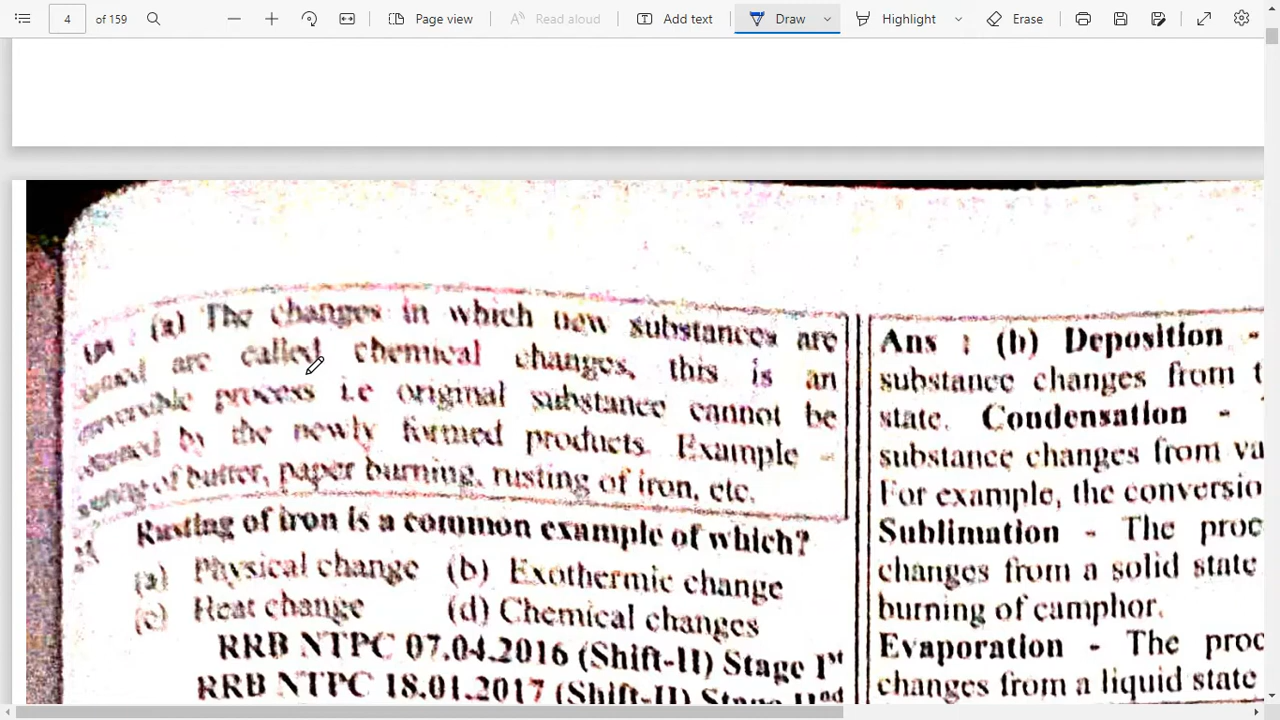 4 of 159 Page view Read aloud Add text Draw Highlight Erase
(a) The changes in which new substances are
are called chemical changes, this is an
process i.e original substance cannot be
by the newly formed products. Example -
of butter, paper burning, rusting of iron, etc.
Rusting of iron is a common example of which?
(a) Physical change (b) Exothermic change
(c) Heat change (d) Chemical changes
RRB NTPC 07.04.2016 (Shift-II) Stage Ist
RRB NTPC 18.01.2017 (Shift-II) Stage IInd
Ans : (b) Deposition -
substance changes from t
state. Condensation -
substance changes from va
For example, the conversio
Sublimation - The proc
changes from a solid state
burning of camphor.
Evaporation - The proc
changes from a liquid state